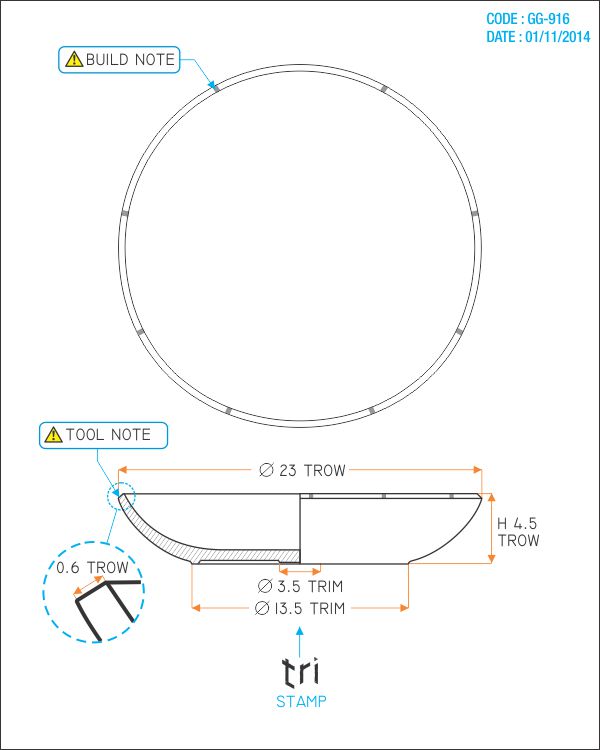 CODE : GG-916
DATE : 01/11/2014
BUILD NOTE
TOOL NOTE
Ø 23 TROW
H 4.5
TROW
0.6 TROW
Ø 3.5 TRIM
Ø 13.5 TRIM
tri
STAMP